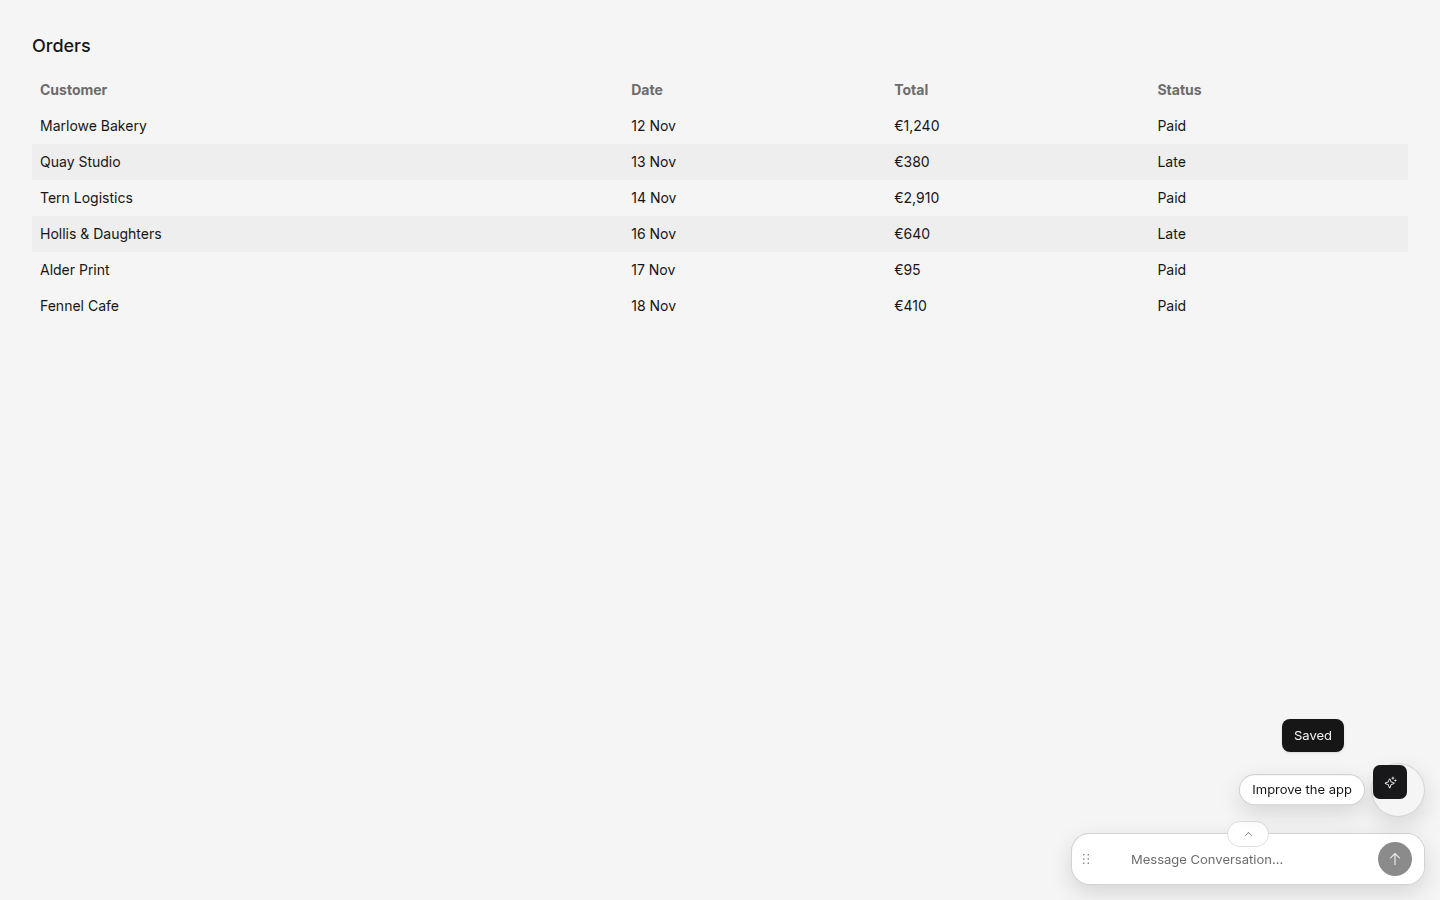 Orders
Customer Date Total Status
Marlowe Bakery 12 Nov €1,240 Paid
Quay Studio 13 Nov €380 Late
Tern Logistics 14 Nov €2,910 Paid
Hollis & Daughters 16 Nov €640 Late
Alder Print 17 Nov €95 Paid
Fennel Cafe 18 Nov €410 Paid
Saved
Improve the app
Message Conversation...